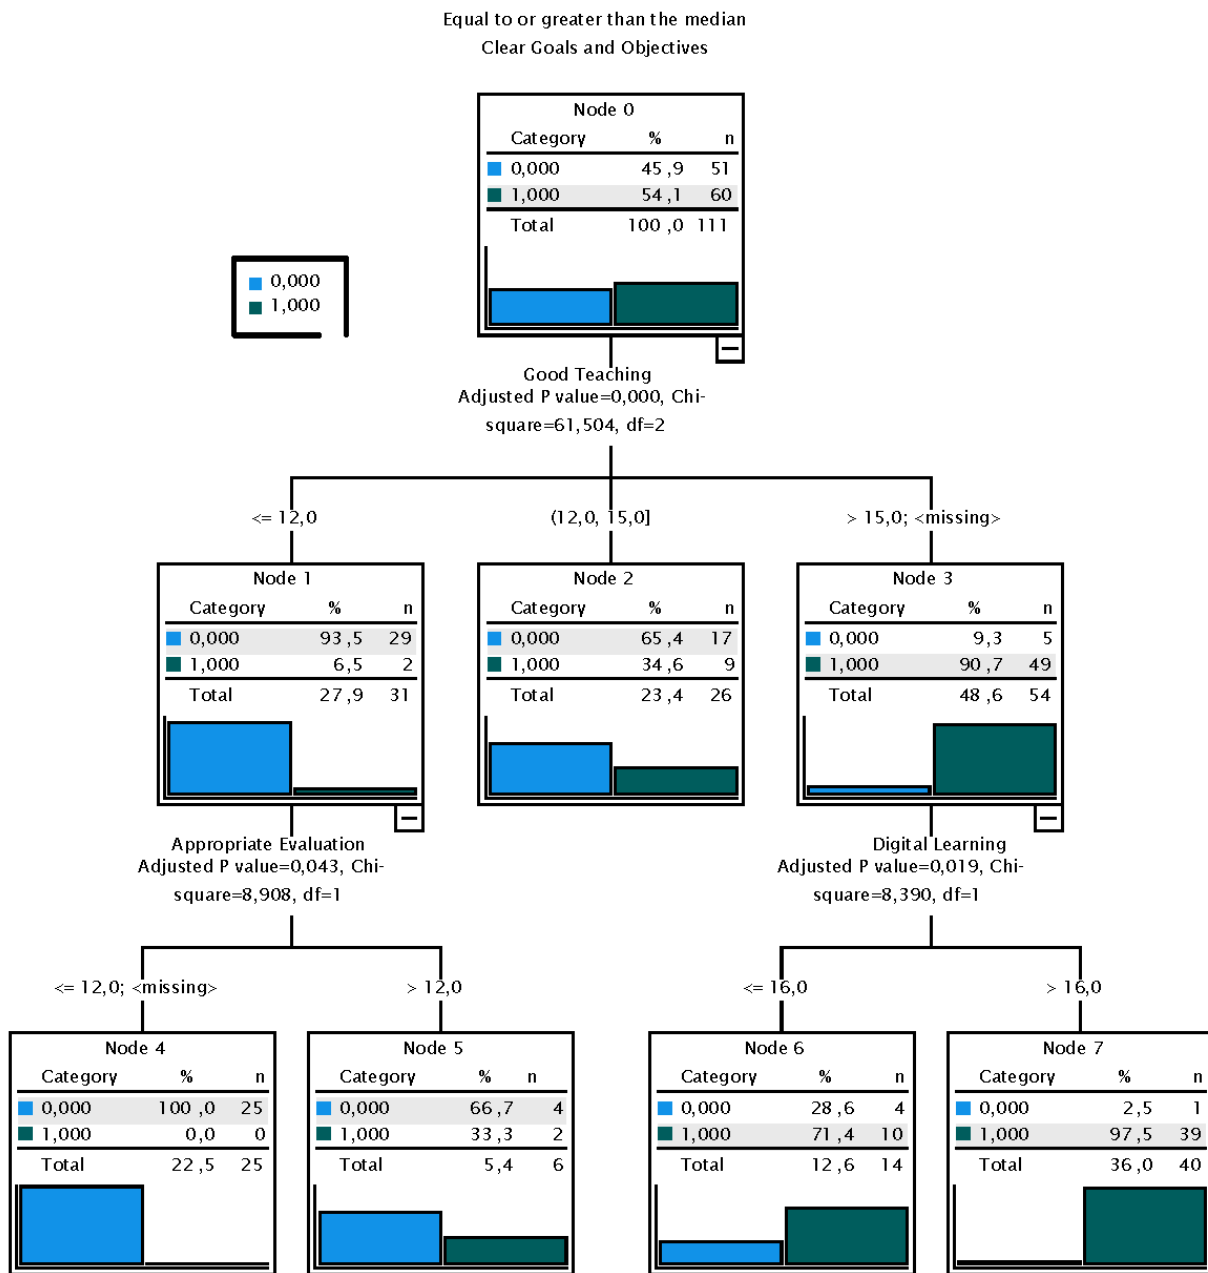 Equal to or greater than the median
Clear Goals and Objectives
Node 0
Category % n
0,000 45,9 51
1,000 54,1 60
Total 100,0 111
0,000
1,000
Good Teaching
Adjusted P value=0,000, Chi-
square=61,504, df=2
<= 12,0
(12,0, 15,0]
> 15,0; <missing>
Node 1
Category % n
0,000 93,5 29
1,000 6,5 2
Total 27,9 31
Node 2
Category % n
0,000 65,4 17
1,000 34,6 9
Total 23,4 26
Node 3
Category % n
0,000 9,3 5
1,000 90,7 49
Total 48,6 54
Appropriate Evaluation
Adjusted P value=0,043, Chi-
square=8,908, df=1
Digital Learning
Adjusted P value=0,019, Chi-
square=8,390, df=1
<= 12,0; <missing>
> 12,0
<= 16,0
> 16,0
Node 4
Category % n
0,000 100,0 25
1,000 0,0 0
Total 22,5 25
Node 5
Category % n
0,000 66,7 4
1,000 33,3 2
Total 5,4 6
Node 6
Category % n
0,000 28,6 4
1,000 71,4 10
Total 12,6 14
Node 7
Category % n
0,000 2,5 1
1,000 97,5 39
Total 36,0 40